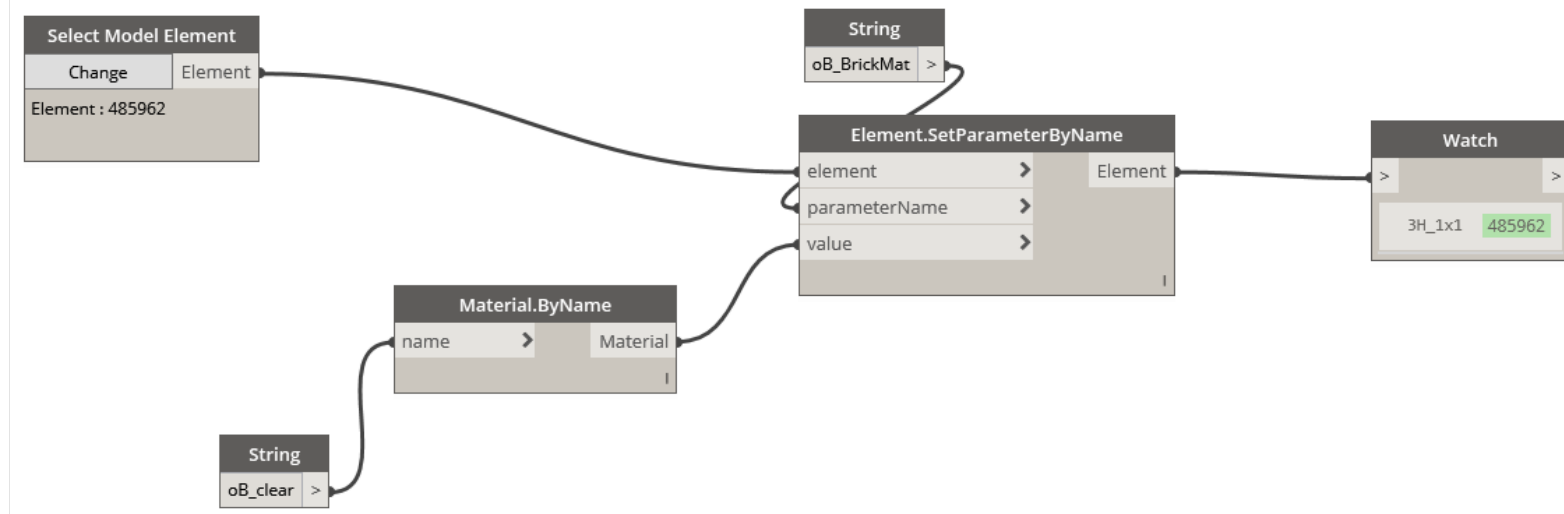 Select Model Element
Change Element
Element : 485962
String
oB_BrickMat >
Element.SetParameterByName
element > Element
parameterName >
value >
I
Watch
> >
3H_1x1 485962
Material.ByName
name > Material
I
String
oB_clear >